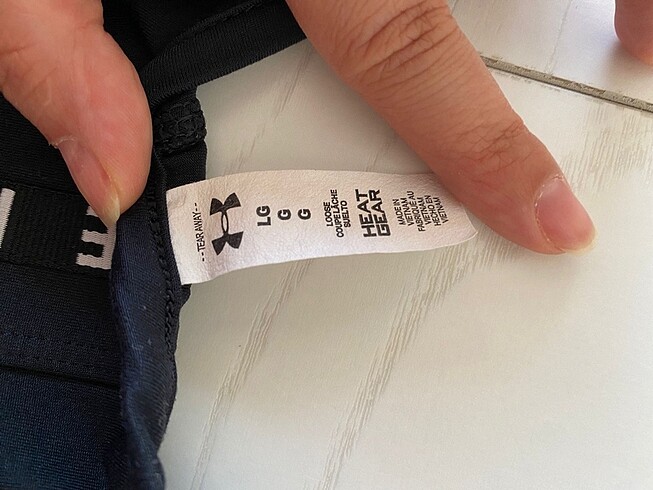 --TEAR AWAY--
LG
G
G
LOOSE
COUPE LÂCHE
SUELTO
HEAT
GEAR
MADE IN
VIETNAM
FABRIQUÉ AU
VIETNAM
HECHO EN
VIETNAM